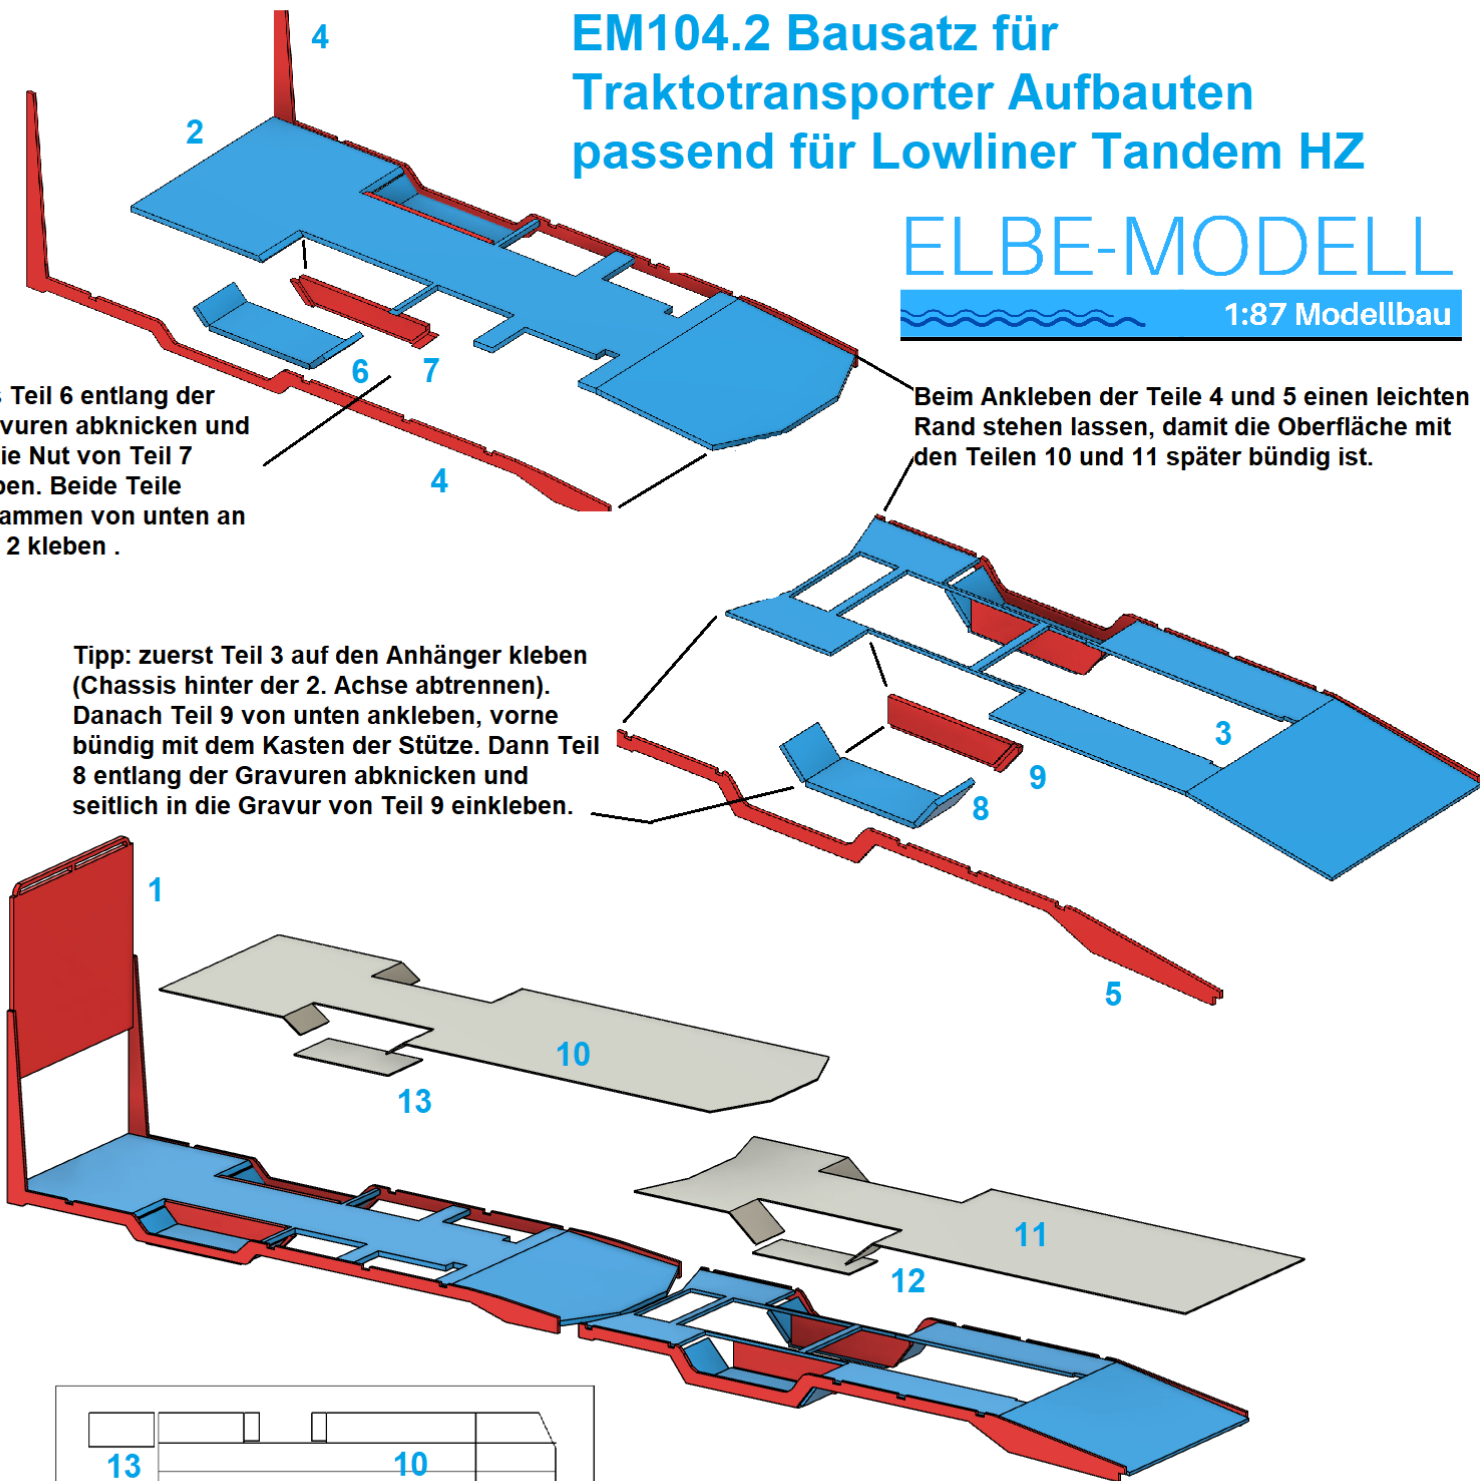 EM104.2 Bausatz für
Traktotransporter Aufbauten
passend für Lowliner Tandem HZ
ELBE-MODELL
1:87 Modellbau
4
2
6
7
4
Teil 6 entlang der
abknicken und
Nut von Teil 7
Beide Teile
von unten an
2 kleben .
Beim Ankleben der Teile 4 und 5 einen leichten
Rand stehen lassen, damit die Oberfläche mit
den Teilen 10 und 11 später bündig ist.
Tipp: zuerst Teil 3 auf den Anhänger kleben
(Chassis hinter der 2. Achse abtrennen).
Danach Teil 9 von unten ankleben, vorne
bündig mit dem Kasten der Stütze. Dann Teil
8 entlang der Gravuren abknicken und
seitlich in die Gravur von Teil 9 einkleben.
3
9
8
5
1
10
13
11
12
13
10